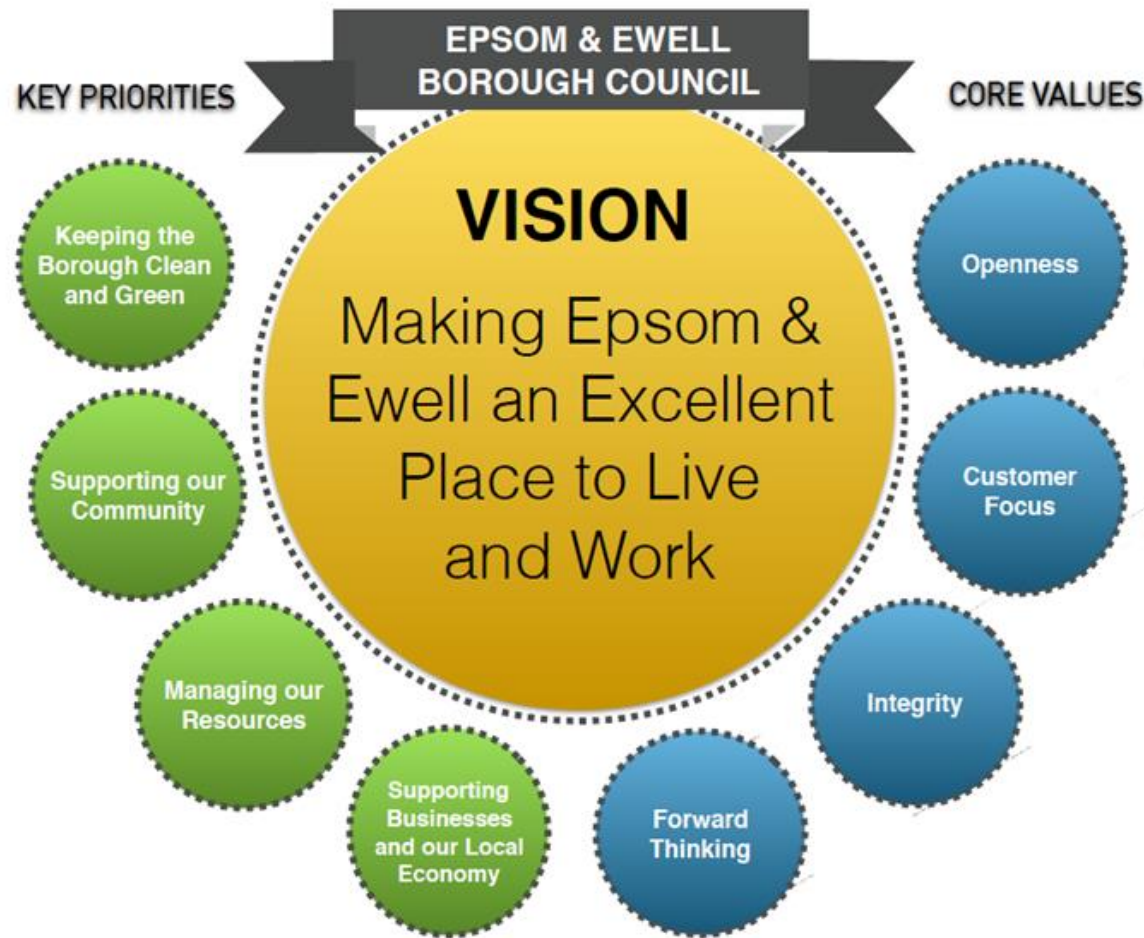 EPSOM & EWELL
BOROUGH COUNCIL
KEY PRIORITIES
CORE VALUES
VISION
Making Epsom &
Ewell an Excellent
Place to Live
and Work
Keeping the
Borough Clean
and Green
Supporting our
Community
Managing our
Resources
Supporting
Businesses
and our Local
Economy
Openness
Customer
Focus
Integrity
Forward
Thinking